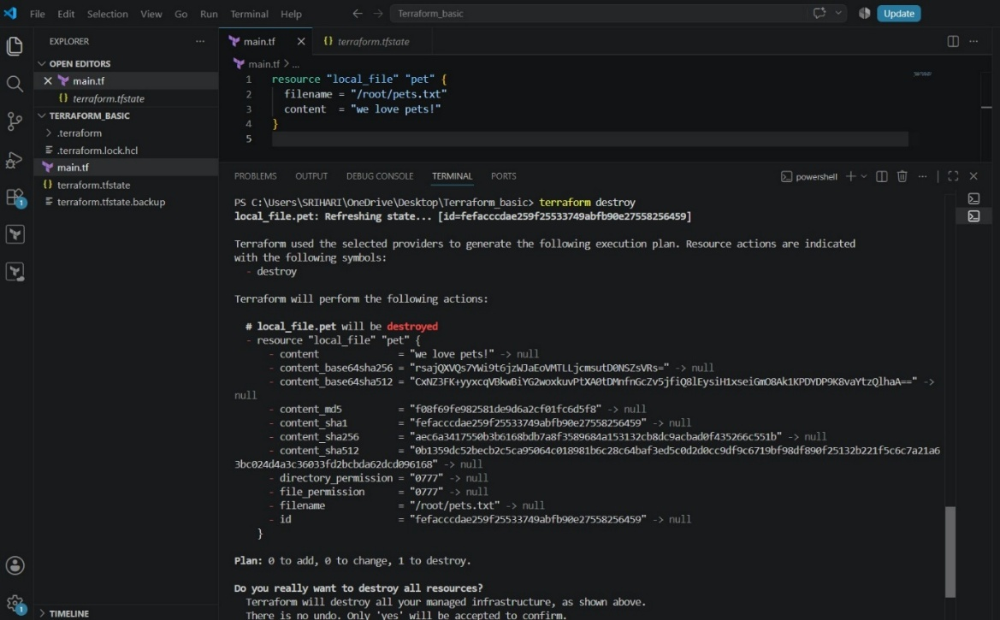 File Edit Selection View Go Run Terminal Help
Terraform_basic
Update
EXPLORER
OPEN EDITORS
main.tf
{} terraform.tfstate
TERRAFORM_BASIC
.terraform
.terraform.lock.hcl
main.tf
{} terraform.tfstate
terraform.tfstate.backup
TIMELINE
main.tf
{} terraform.tfstate
main.tf > ...
1 resource "local_file" "pet" {
2 filename = "/root/pets.txt"
3 content = "we love pets!"
4 }
5
PROBLEMS OUTPUT DEBUG CONSOLE TERMINAL PORTS
powershell
PS C:\Users\SRIHARI\OneDrive\Desktop\Terraform_basic> terraform destroy
local_file.pet: Refreshing state... [id=fefacccdae259f25533749abfb90e27558256459]
Terraform used the selected providers to generate the following execution plan. Resource actions are indicated
with the following symbols:
- destroy
Terraform will perform the following actions:
# local_file.pet will be destroyed
- resource "local_file" "pet" {
- content = "we love pets!" -> null
- content_base64sha256 = "rsajQXVQs7YWi9t6jzWJaEoVMTLLjcmsutD0NSZsVRs=" -> null
- content_base64sha512 = "CxNZ3FK+yyxcqVBkwBiYG2woxkuvPtXA0tDMnfnGcZv5jfiQ8lEysiH1xseiGmO8Ak1KPDYDP9K8vaYtzQlhaA==" ->
null
- content_md5 = "f08f69fe982581de9d6a2cf01fc6d5f8" -> null
- content_sha1 = "fefacccdae259f25533749abfb90e27558256459" -> null
- content_sha256 = "aec6a3417550b3b6168bdb7a8f3589684a153132cb8dc9acbad0f435266c551b" -> null
- content_sha512 = "0b1359dc52becb2c5ca95064c018981b6c28c64baf3ed5c0d2d0cc9df9c6719bf98df890f25132b221f5c6c7a21a6
3bc024d4a3c36033fd2bcbda62dcd096168" -> null
- directory_permission = "0777" -> null
- file_permission = "0777" -> null
- filename = "/root/pets.txt" -> null
- id = "fefacccdae259f25533749abfb90e27558256459" -> null
}
Plan: 0 to add, 0 to change, 1 to destroy.
Do you really want to destroy all resources?
Terraform will destroy all your managed infrastructure, as shown above.
There is no undo. Only 'yes' will be accepted to confirm.